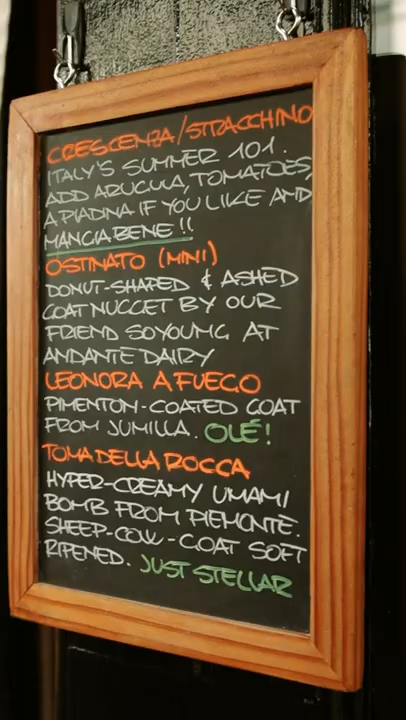 CRESCENZA/STRACCHINO
ITALY'S SUMMER 101.
ADD ARUGULA, TOMATOES,
A PIADINA IF YOU LIKE AND
MANGIA BENE!!
OSTINATO (MINI)
DONUT-SHAPED & ASHED
GOAT NUGGET BY OUR
FRIEND SOYOUNG AT
ANDANTE DAIRY
LEONORA A FUEGO
PIMENTON-COATED GOAT
FROM JUMILLA. OLÉ!
TOMA DELLA ROCCA
HYPER-CREAMY UMAMI
BOMB FROM PIEMONTE.
SHEEP-COW-GOAT SOFT
RIPENED. JUST STELLAR